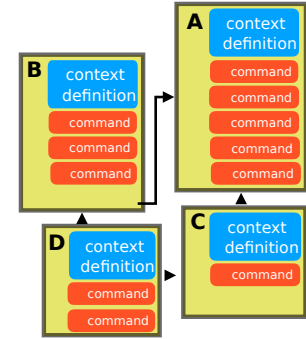 A
context
definition
command
command
command
command
command
B
context
definition
command
command
command
C
context
definition
command
D
context
definition
command
command